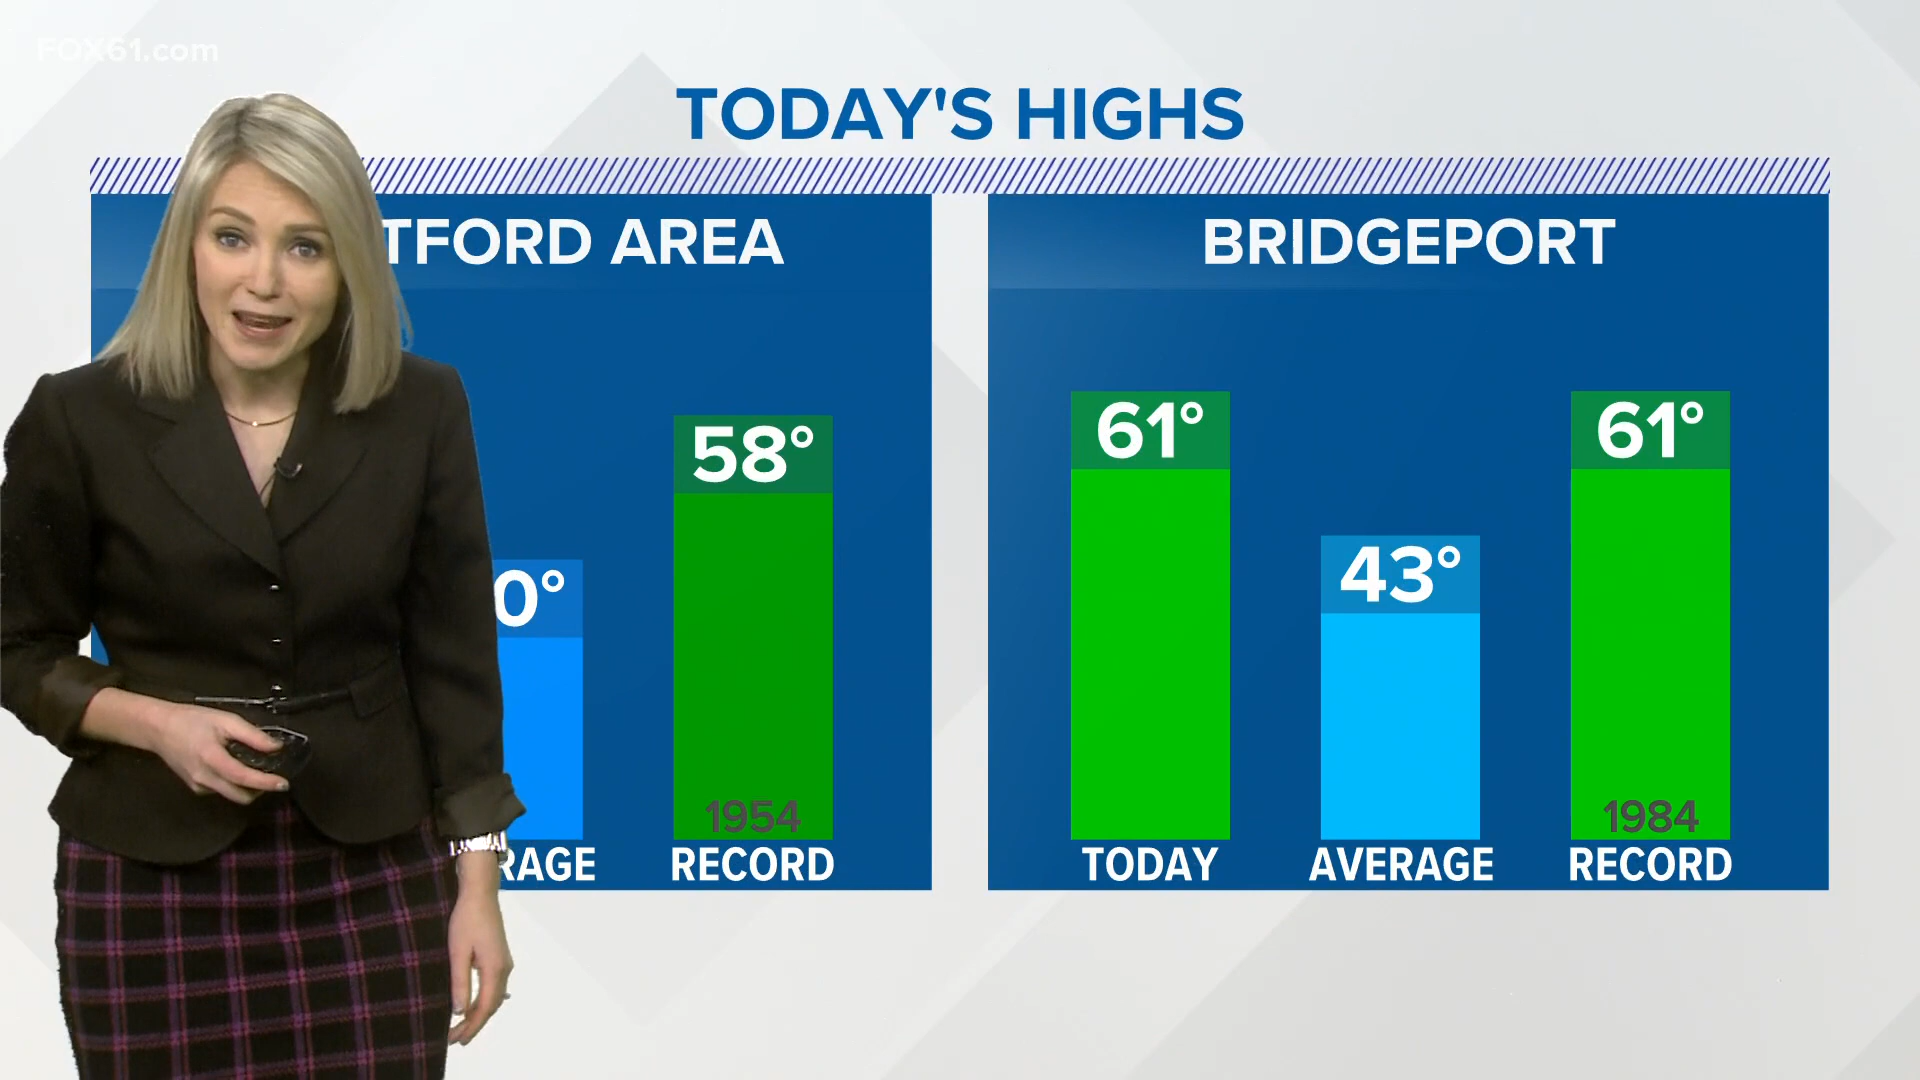 FOX61.com
TODAY'S HIGHS
TFORD AREA
BRIDGEPORT
0°
58°
61°
43°
61°
1954
1984
RAGE
RECORD
TODAY
AVERAGE
RECORD